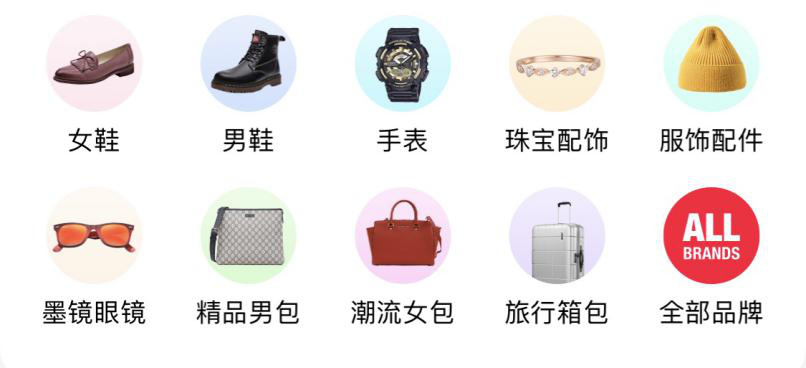 女鞋
男鞋
手表
珠宝配饰
服饰配件
ALL
BRANDS
墨镜眼镜
精品男包
潮流女包
旅行箱包
全部品牌